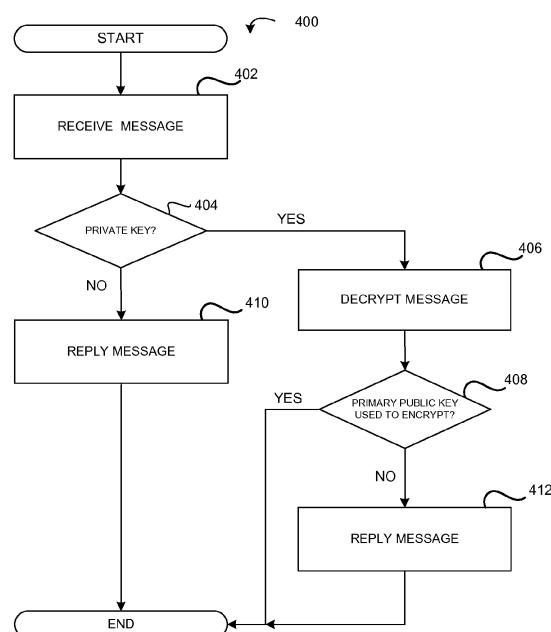 START
400
402
RECEIVE MESSAGE
404
PRIVATE KEY?
YES
406
NO
DECRYPT MESSAGE
410
REPLY MESSAGE
408
YES
PRIMARY PUBLIC KEY
USED TO ENCRYPT?
NO
412
REPLY MESSAGE
END